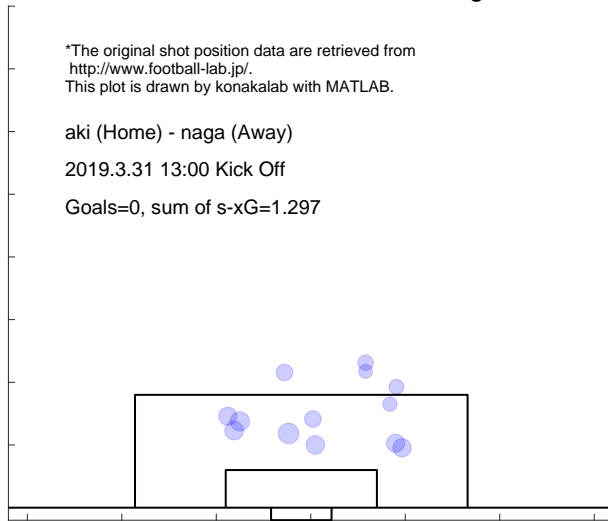 *The original shot position data are retrieved from
http://www.football-lab.jp/.
This plot is drawn by konakalab with MATLAB.
aki (Home) - naga (Away)
2019.3.31 13:00 Kick Off
Goals=0, sum of s-xG=1.297